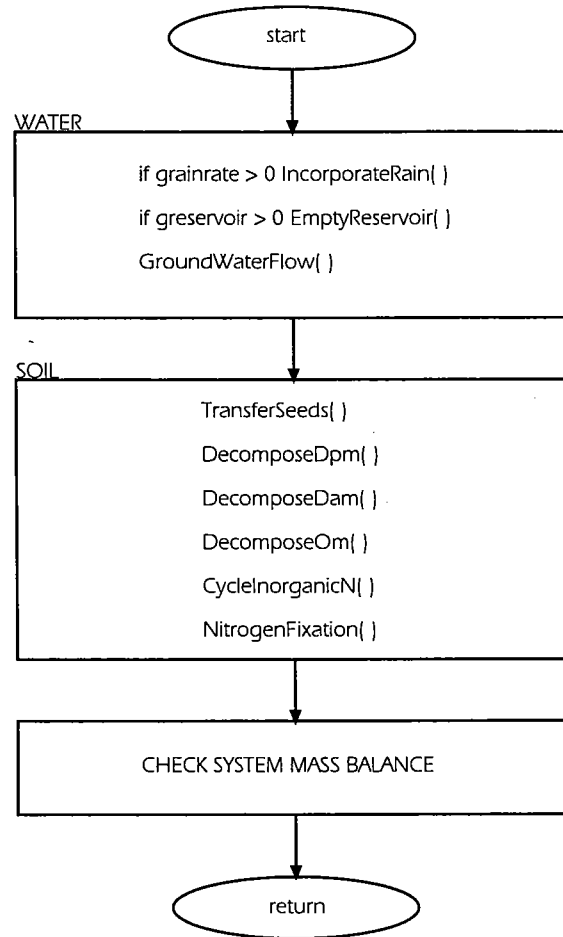 start
WATER
if grainrate > 0 IncorporateRain( )
if greservoir > 0 EmptyReservoir( )
GroundWaterFlow( )
SOIL
TransferSeeds( )
DecomposeDpm( )
DecomposeDam( )
DecomposeOm( )
CycleInorganicN( )
NitrogenFixation( )
CHECK SYSTEM MASS BALANCE
return